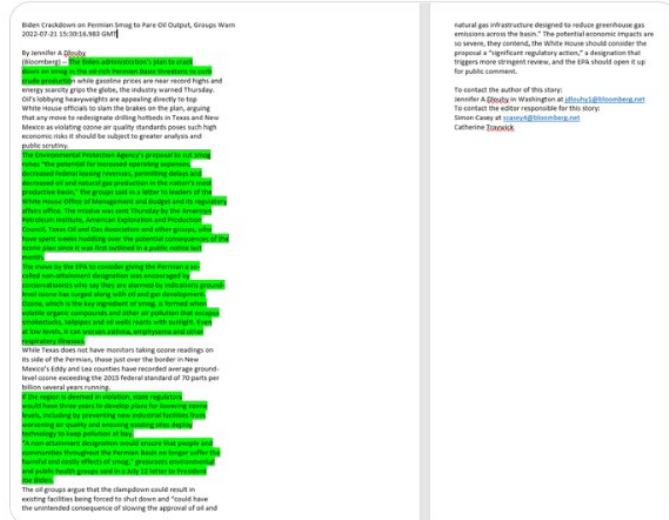 Biden Crackdown on Permian Smog to Pare Oil Output, Groups Warn
2022-07-21 15:30:16.983 GMT
By Jennifer A Dlouhy
(Bloomberg) -- The Biden administration's plan to crack
down on smog in the oil-rich Permian Basin threatens to curb
crude production while gasoline prices are near record highs and
energy scarcity grips the globe, the industry warned Thursday.
Oil's lobbying heavyweights are appealing directly to top
White House officials to slam the brakes on the plan, arguing
that any move to redesignate drilling hotbeds in Texas and New
Mexico as violating ozone air quality standards poses such high
economic risks it should be subject to greater analysis and
public scrutiny.
The Environmental Protection Agency's proposal to cut smog
raises "the potential for increased operating expenses,
decreased federal leasing revenues, permitting delays and
decreased oil and natural gas production in the nation's most
productive basin," the groups said in a letter to leaders of the
White House Office of Management and Budget and its regulatory
affairs office. The missive was sent Thursday by the American
Petroleum Institute, American Exploration and Production
Council, Texas Oil and Gas Association and other groups, who
have spent weeks huddling over the potential consequences of the
ozone plan since it was first outlined in a public notice last
month.
The move by the EPA to consider giving the Permian a so-
called non-attainment designation was encouraged by
conservationists who say they are alarmed by indications ground-
level ozone has surged along with oil and gas development.
Ozone, which is the key ingredient of smog, is formed when
volatile organic compounds and other air pollution that escapes
smokestacks, tailpipes and oil wells reacts with sunlight. Even
at low levels, it can worsen asthma, emphysema and other
respiratory illnesses.
While Texas does not have monitors taking ozone readings on
its side of the Permian, those just over the border in New
Mexico's Eddy and Lea counties have recorded average ground-
level ozone exceeding the 2015 federal standard of 70 parts per
billion several years running.
If the region is deemed in violation, state regulators
would have three years to develop plans for lowering ozone
levels, including by preventing new industrial facilities from
worsening air quality and ensuring existing sites deploy
technology to keep pollution at bay.
"A non-attainment designation would ensure that people and
communities throughout the Permian Basin no longer suffer the
harmful and costly effects of smog," grassroots environmental
and public health groups said in a July 12 letter to President
Joe Biden.
The oil groups argue that the clampdown could result in
existing facilities being forced to shut down and "could have
the unintended consequence of slowing the approval of oil and
natural gas infrastructure designed to reduce greenhouse gas
emissions across the basin." The potential economic impacts are
so severe, they contend, the White House should consider the
proposal a "significant regulatory action," a designation that
triggers more stringent review, and the EPA should open it up
for public comment.
To contact the author of this story:
Jennifer A Dlouhy in Washington at jdlouhy1@bloomberg.net
To contact the editor responsible for this story:
Simon Casey at scasey4@bloomberg.net
Catherine Traywick